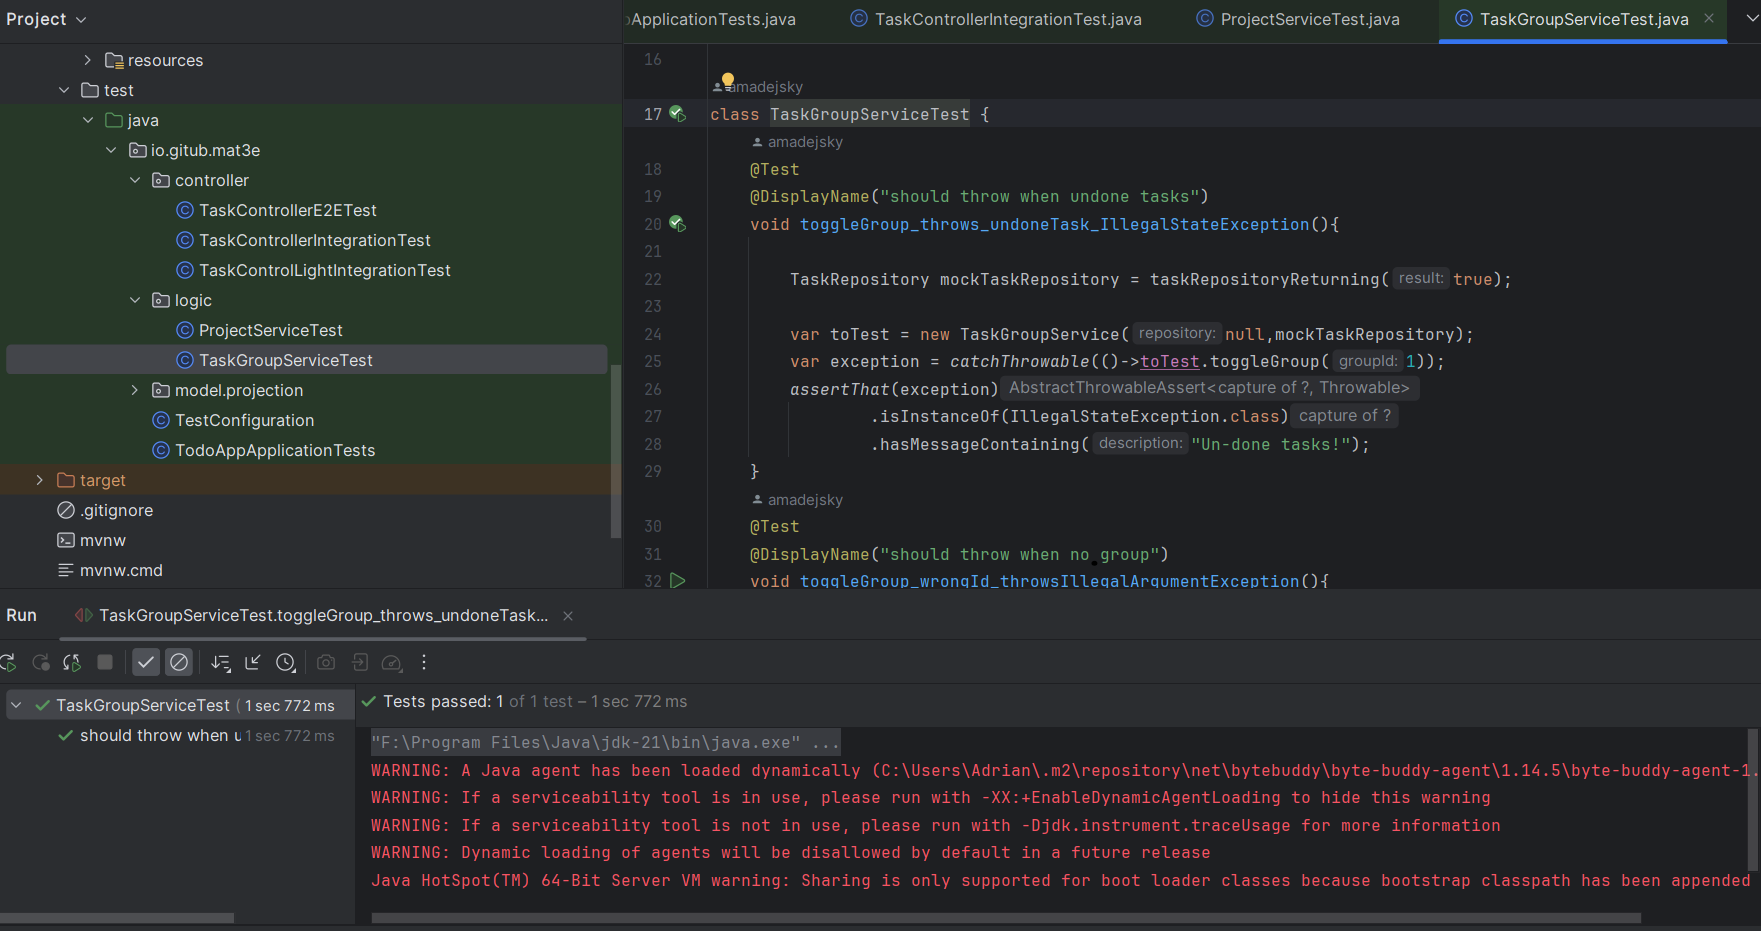 Project
ApplicationTests.java
TaskControllerIntegrationTest.java
ProjectServiceTest.java
TaskGroupServiceTest.java
resources
test
java
io.gitub.mat3e
controller
TaskControllerE2ETest
TaskControllerIntegrationTest
TaskControlLightIntegrationTest
logic
ProjectServiceTest
TaskGroupServiceTest
model.projection
TestConfiguration
TodoAppApplicationTests
target
.gitignore
mvnw
mvnw.cmd
16
amadejsky
17 class TaskGroupServiceTest {
amadejsky
18 @Test
19 @DisplayName("should throw when undone tasks")
20 void toggleGroup_throws_undoneTask_IllegalStateException(){
21
22 TaskRepository mockTaskRepository = taskRepositoryReturning( result: true);
23
24 var toTest = new TaskGroupService( repository: null,mockTaskRepository);
25 var exception = catchThrowable(()->toTest.toggleGroup( groupId: 1));
26 assertThat(exception) AbstractThrowableAssert<capture of ?, Throwable>
27 .isInstanceOf(IllegalStateException.class) capture of ?
28 .hasMessageContaining( description: "Un-done tasks!");
29 }
amadejsky
30 @Test
31 @DisplayName("should throw when no group")
32 void toggleGroup_wrongId_throwsIllegalArgumentException(){
Run
TaskGroupServiceTest.toggleGroup_throws_undoneTask...
TaskGroupServiceTest ( 1 sec 772 ms
should throw when u 1 sec 772 ms
Tests passed: 1 of 1 test – 1 sec 772 ms
"F:\Program Files\Java\jdk-21\bin\java.exe" ...
WARNING: A Java agent has been loaded dynamically (C:\Users\Adrian\.m2\repository\net\bytebuddy\byte-buddy-agent\1.14.5\byte-buddy-agent-1.
WARNING: If a serviceability tool is in use, please run with -XX:+EnableDynamicAgentLoading to hide this warning
WARNING: If a serviceability tool is not in use, please run with -Djdk.instrument.traceUsage for more information
WARNING: Dynamic loading of agents will be disallowed by default in a future release
Java HotSpot(TM) 64-Bit Server VM warning: Sharing is only supported for boot loader classes because bootstrap classpath has been appended